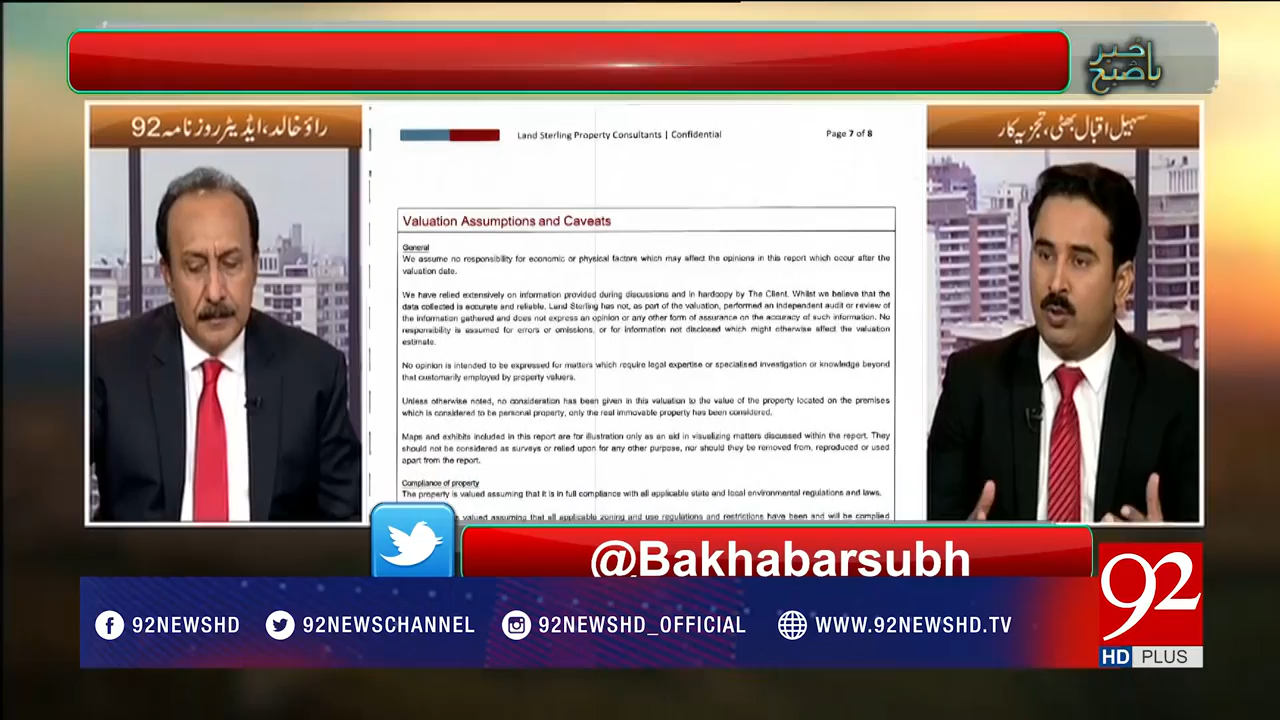 باخبر صبح
راؤ خالد، ایڈیٹر روزنامہ 92
Land Sterling Property Consultants | Confidential
Page 7 of 8
سہیل اقبال بھٹی، تجزیہ کار
Valuation Assumptions and Caveats
General
We assume no responsibility for economic or physical factors which may affect the opinions in this report which occur after the
valuation date.
We have relied extensively on information provided during discussions and in hardcopy by The Client. Whilst we believe that the
data collected is accurate and reliable. Land Sterling has not, as part of the valuation, performed an independent audit or review of
the information gathered and does not express an opinion or any other form of assurance on the accuracy of such information. No
responsibility is assumed for errors or omissions, or for information not disclosed which might otherwise affect the valuation
estimate.
No opinion is intended to be expressed for matters which require legal expertise or specialised investigation or knowledge beyond
that customarily employed by property valuers.
Unless otherwise noted, no consideration has been given in this valuation to the value of the property located on the premises
which is considered to be personal property, only the real immovable property has been considered.
Maps and exhibits included in this report are for illustration only as an aid in visualizing matters discussed within the report. They
should not be considered as surveys or relied upon for any other purpose, nor should they be removed from, reproduced or used
apart from the report.
Compliance of property
The property is valued assuming that it is in full compliance with all applicable state and local environmental regulations and laws.
valued assuming that all applicable zoning and use regulations and restrictions have been and will be complied
@Bakhabarsubh
92NEWSHD
92NEWSCHANNEL
92NEWSHD_OFFICIAL
WWW.92NEWSHD.TV
92
HD PLUS